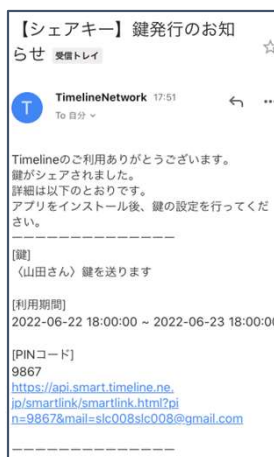 【シェアキー】鍵発行のお知
らせ 受信トレイ
T
TimelineNetwork 17:51
To 自分
Timelineのご利用ありがとうございます。
鍵がシェアされました。
詳細は以下のとおりです。
アプリをインストール後、鍵の設定を行ってくだ
さい。
ーーーーーーーーーーーーーー
[鍵]
〈山田さん〉鍵を送ります
[利用期間]
2022-06-22 18:00:00 ~ 2022-06-23 18:00:00
[PINコード]
9867
https://api.smart.timeline.ne.
jp/smartlink/smartlink.html?pi
n=9867&mail=slc008slc008@gmail.com
ーーーーーーーーーーーーーー